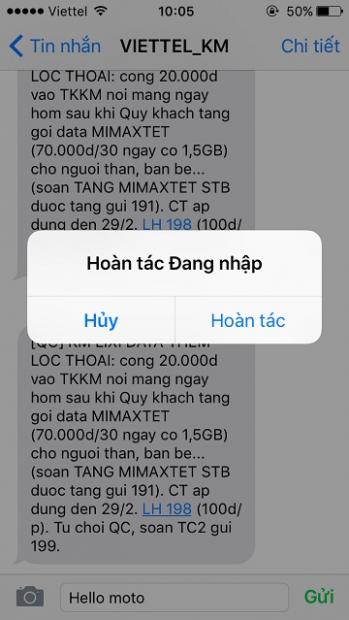 Viettel 10:05 50%
Tin nhắn VIETTEL_KM Chi tiết
LOC THOAI: cong 20.000d
vao TKKM noi mang ngay
hom sau khi Quy khach tang
goi data MIMAXTET
(70.000d/30 ngay co 1,5GB)
cho nguoi than, ban be...
(soan TANG MIMAXTET STB
duoc tang gui 191). CT ap
dung den 29/2. LH 198 (100d/
Hoàn tác Đang nhập
Hủy Hoàn tác
[QC] KM LIXI DATA THEM
LOC THOAI: cong 20.000d
vao TKKM noi mang ngay
hom sau khi Quy khach tang
goi data MIMAXTET
(70.000d/30 ngay co 1,5GB)
cho nguoi than, ban be...
(soan TANG MIMAXTET STB
duoc tang gui 191). CT ap
dung den 29/2. LH 198 (100d/
p). Tu choi QC, soan TC2 gui
199.
Hello moto Gửi